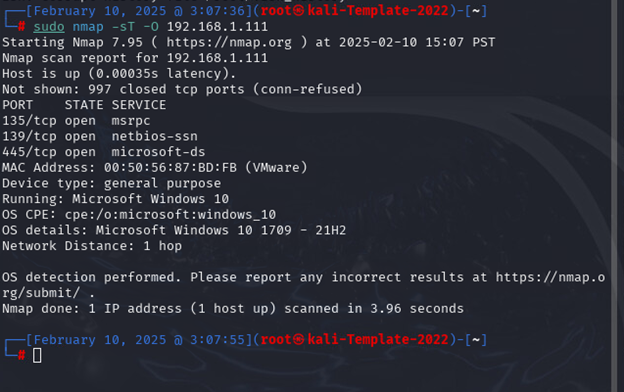 ┌──[February 10, 2025 @ 3:07:36](root㉿kali-Template-2022)-[~]
└─# sudo nmap -sT -O 192.168.1.111
Starting Nmap 7.95 ( https://nmap.org ) at 2025-02-10 15:07 PST
Nmap scan report for 192.168.1.111
Host is up (0.00035s latency).
Not shown: 997 closed tcp ports (conn-refused)
PORT    STATE SERVICE
135/tcp open  msrpc
139/tcp open  netbios-ssn
445/tcp open  microsoft-ds
MAC Address: 00:50:56:87:BD:FB (VMware)
Device type: general purpose
Running: Microsoft Windows 10
OS CPE: cpe:/o:microsoft:windows_10
OS details: Microsoft Windows 10 1709 - 21H2
Network Distance: 1 hop
OS detection performed. Please report any incorrect results at https://nmap.o
rg/submit/ .
Nmap done: 1 IP address (1 host up) scanned in 3.96 seconds
┌──[February 10, 2025 @ 3:07:55](root㉿kali-Template-2022)-[~]
└─#